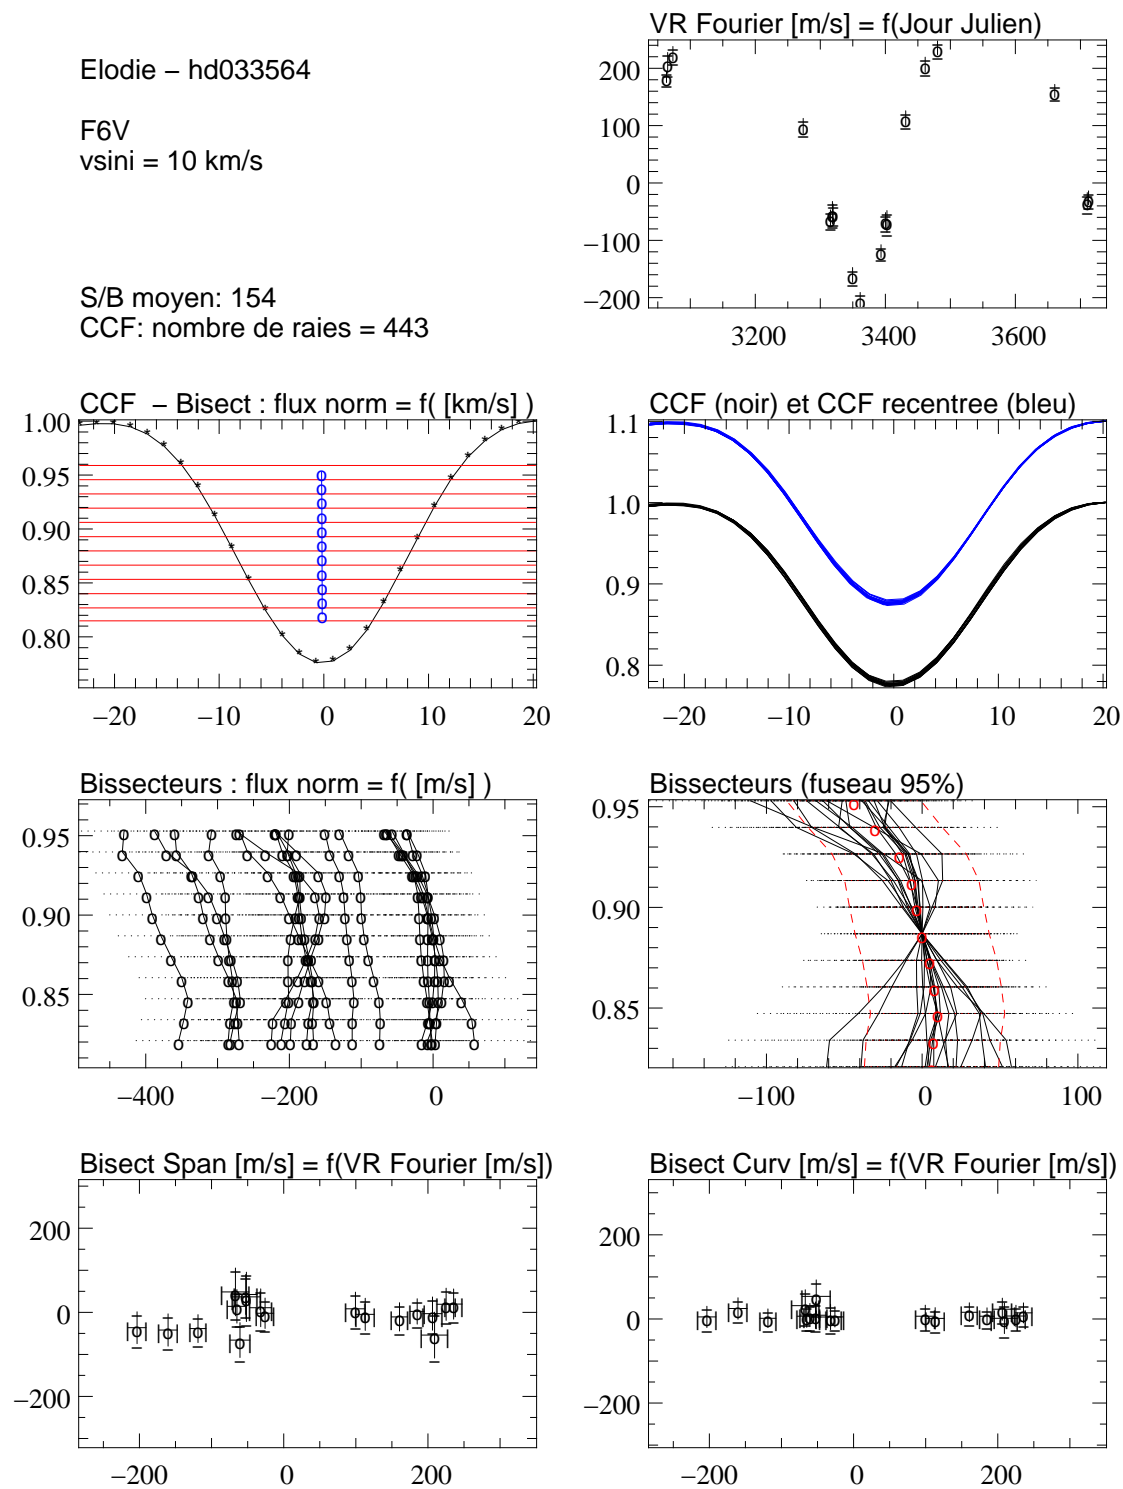 Elodie − hd033564
F6V
vsini = 10 km/s
S/B moyen: 154
CCF: nombre de raies = 443
VR Fourier [m/s] = f(Jour Julien)
200
100
0
−100
−200
3200 3400 3600
CCF − Bisect : flux norm = f( [km/s] )
1.00
0.95
0.90
0.85
0.80
−20 −10 0 10 20
CCF (noir) et CCF recentree (bleu)
1.1
1.0
0.9
0.8
−20 −10 0 10 20
Bissecteurs : flux norm = f( [m/s] )
0.95
0.90
0.85
−400 −200 0
Bissecteurs (fuseau 95%)
0.95
0.90
0.85
−100 0 100
Bisect Span [m/s] = f(VR Fourier [m/s])
200
0
−200
−200 0 200
Bisect Curv [m/s] = f(VR Fourier [m/s])
200
0
−200
−200 0 200